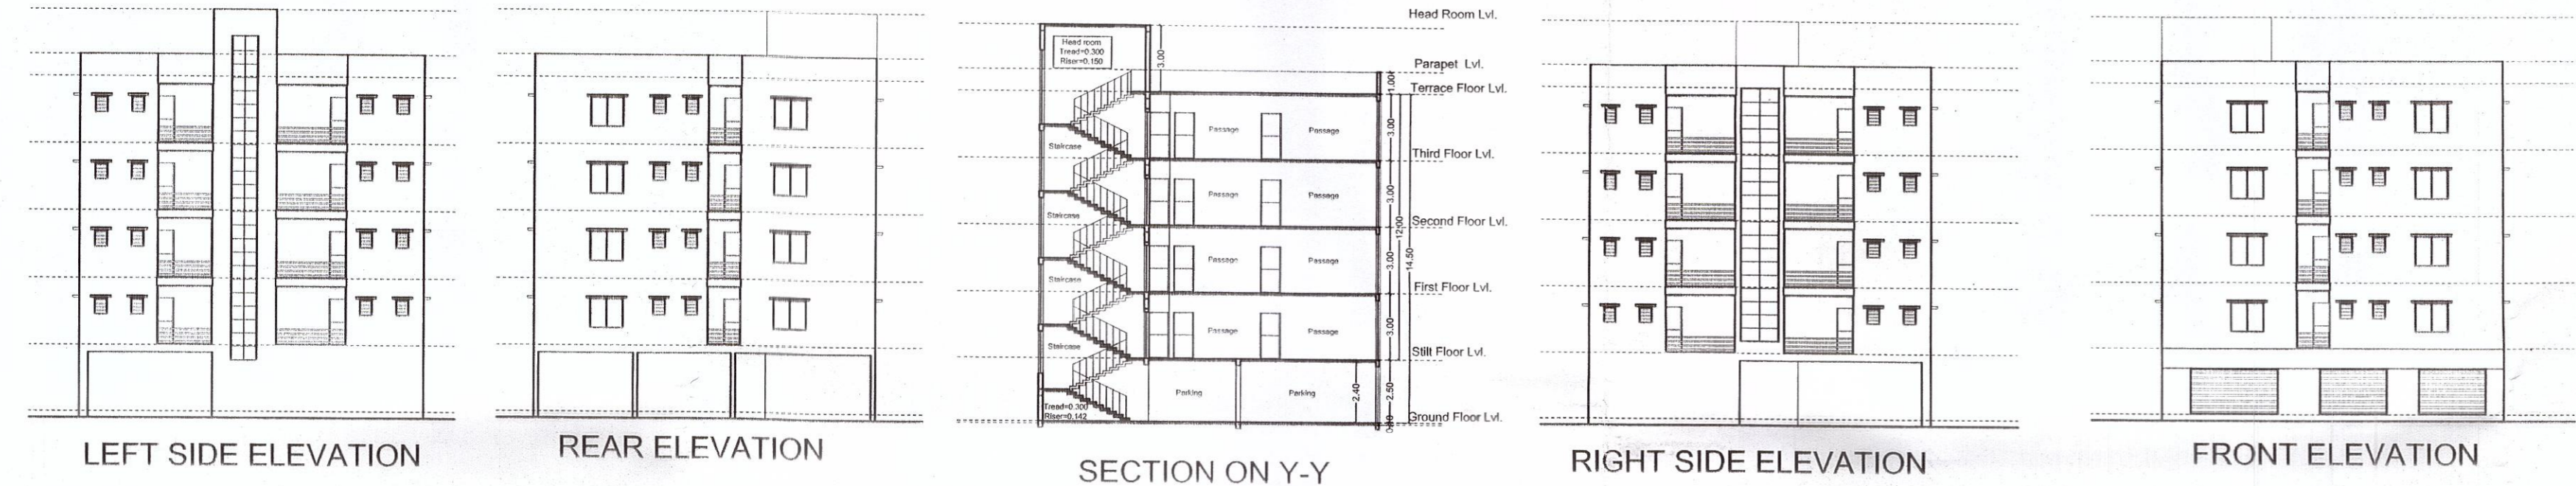 Head Room Lvl.
Head room
Tread=0.300
Riser=0.150
3.00
Parapet Lvl.
1.00
Terrace Floor Lvl.
Passage
Passage
3.00
Staircase
Third Floor Lvl.
Passage
Passage
3.00
Staircase
Second Floor Lvl.
12.00
Passage
Passage
3.00
14.50
Staircase
First Floor Lvl.
Passage
Passage
3.00
Staircase
Stilt Floor Lvl.
Parking
Parking
2.40
2.50
Tread=0.300
Riser=0.142
Ground Floor Lvl.
LEFT SIDE ELEVATION
REAR ELEVATION
SECTION ON Y-Y
RIGHT SIDE ELEVATION
FRONT ELEVATION